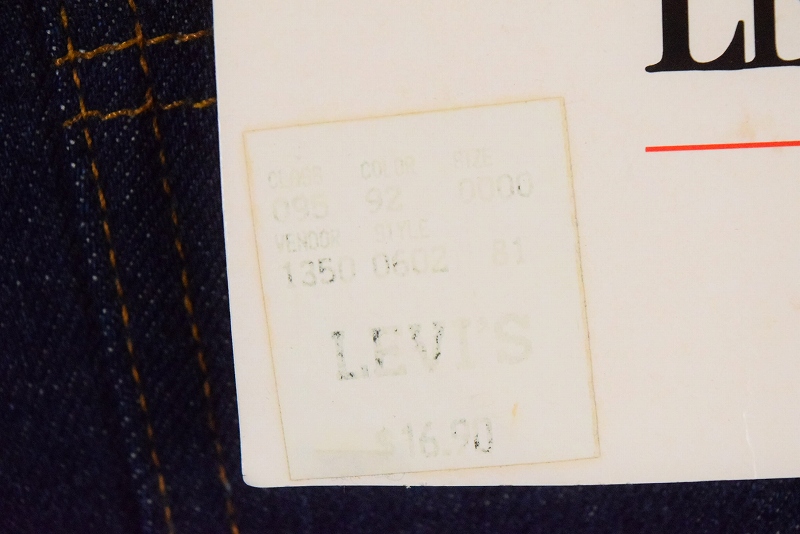 CLASS COLOR SIZE
095 92 0000
VENDOR STYLE
1350 0602 81
LEVI'S
$16.90